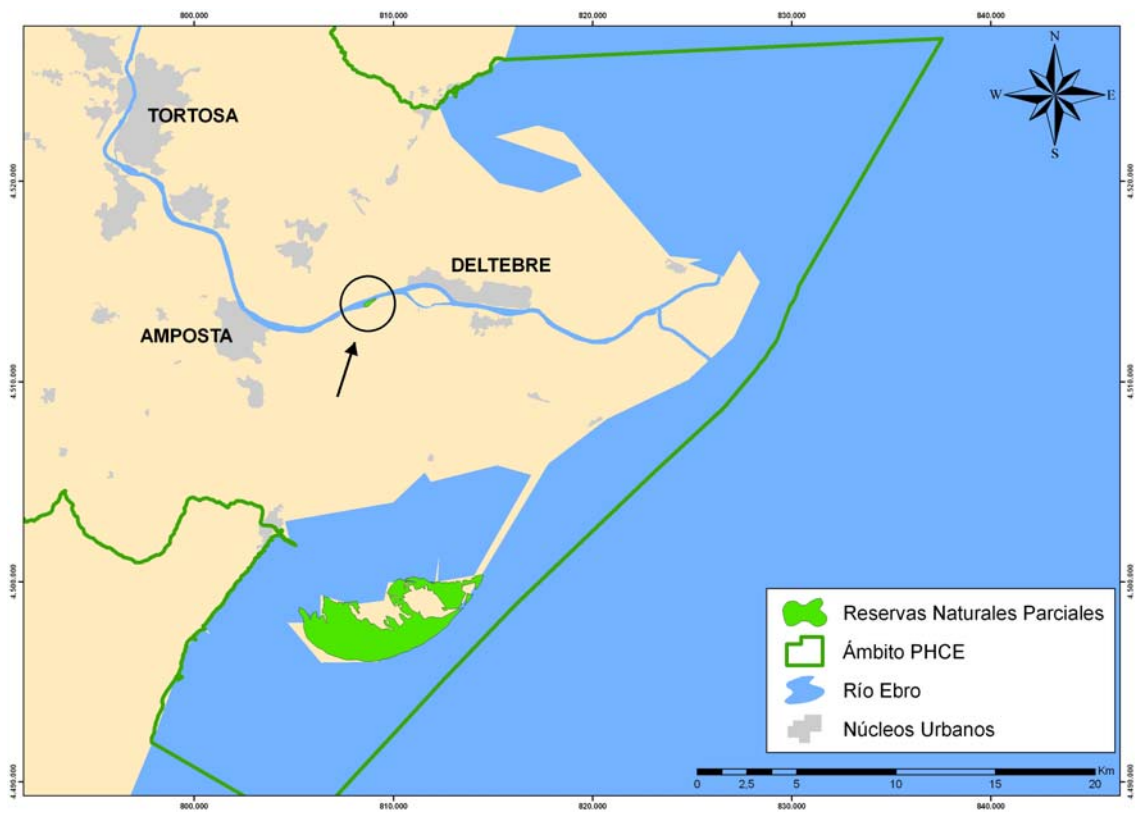 800.000 810.000 820.000 830.000 840.000
N
W E
S
TORTOSA
4.520.000 4.520.000
DELTEBRE
AMPOSTA
4.510.000 4.510.000
4.500.000 4.500.000
Reservas Naturales Parciales
Ámbito PHCE
Río Ebro
Núcleos Urbanos
Km
0 2,5 5 10 15 20
4.490.000 4.490.000
800.000 810.000 820.000 830.000 840.000